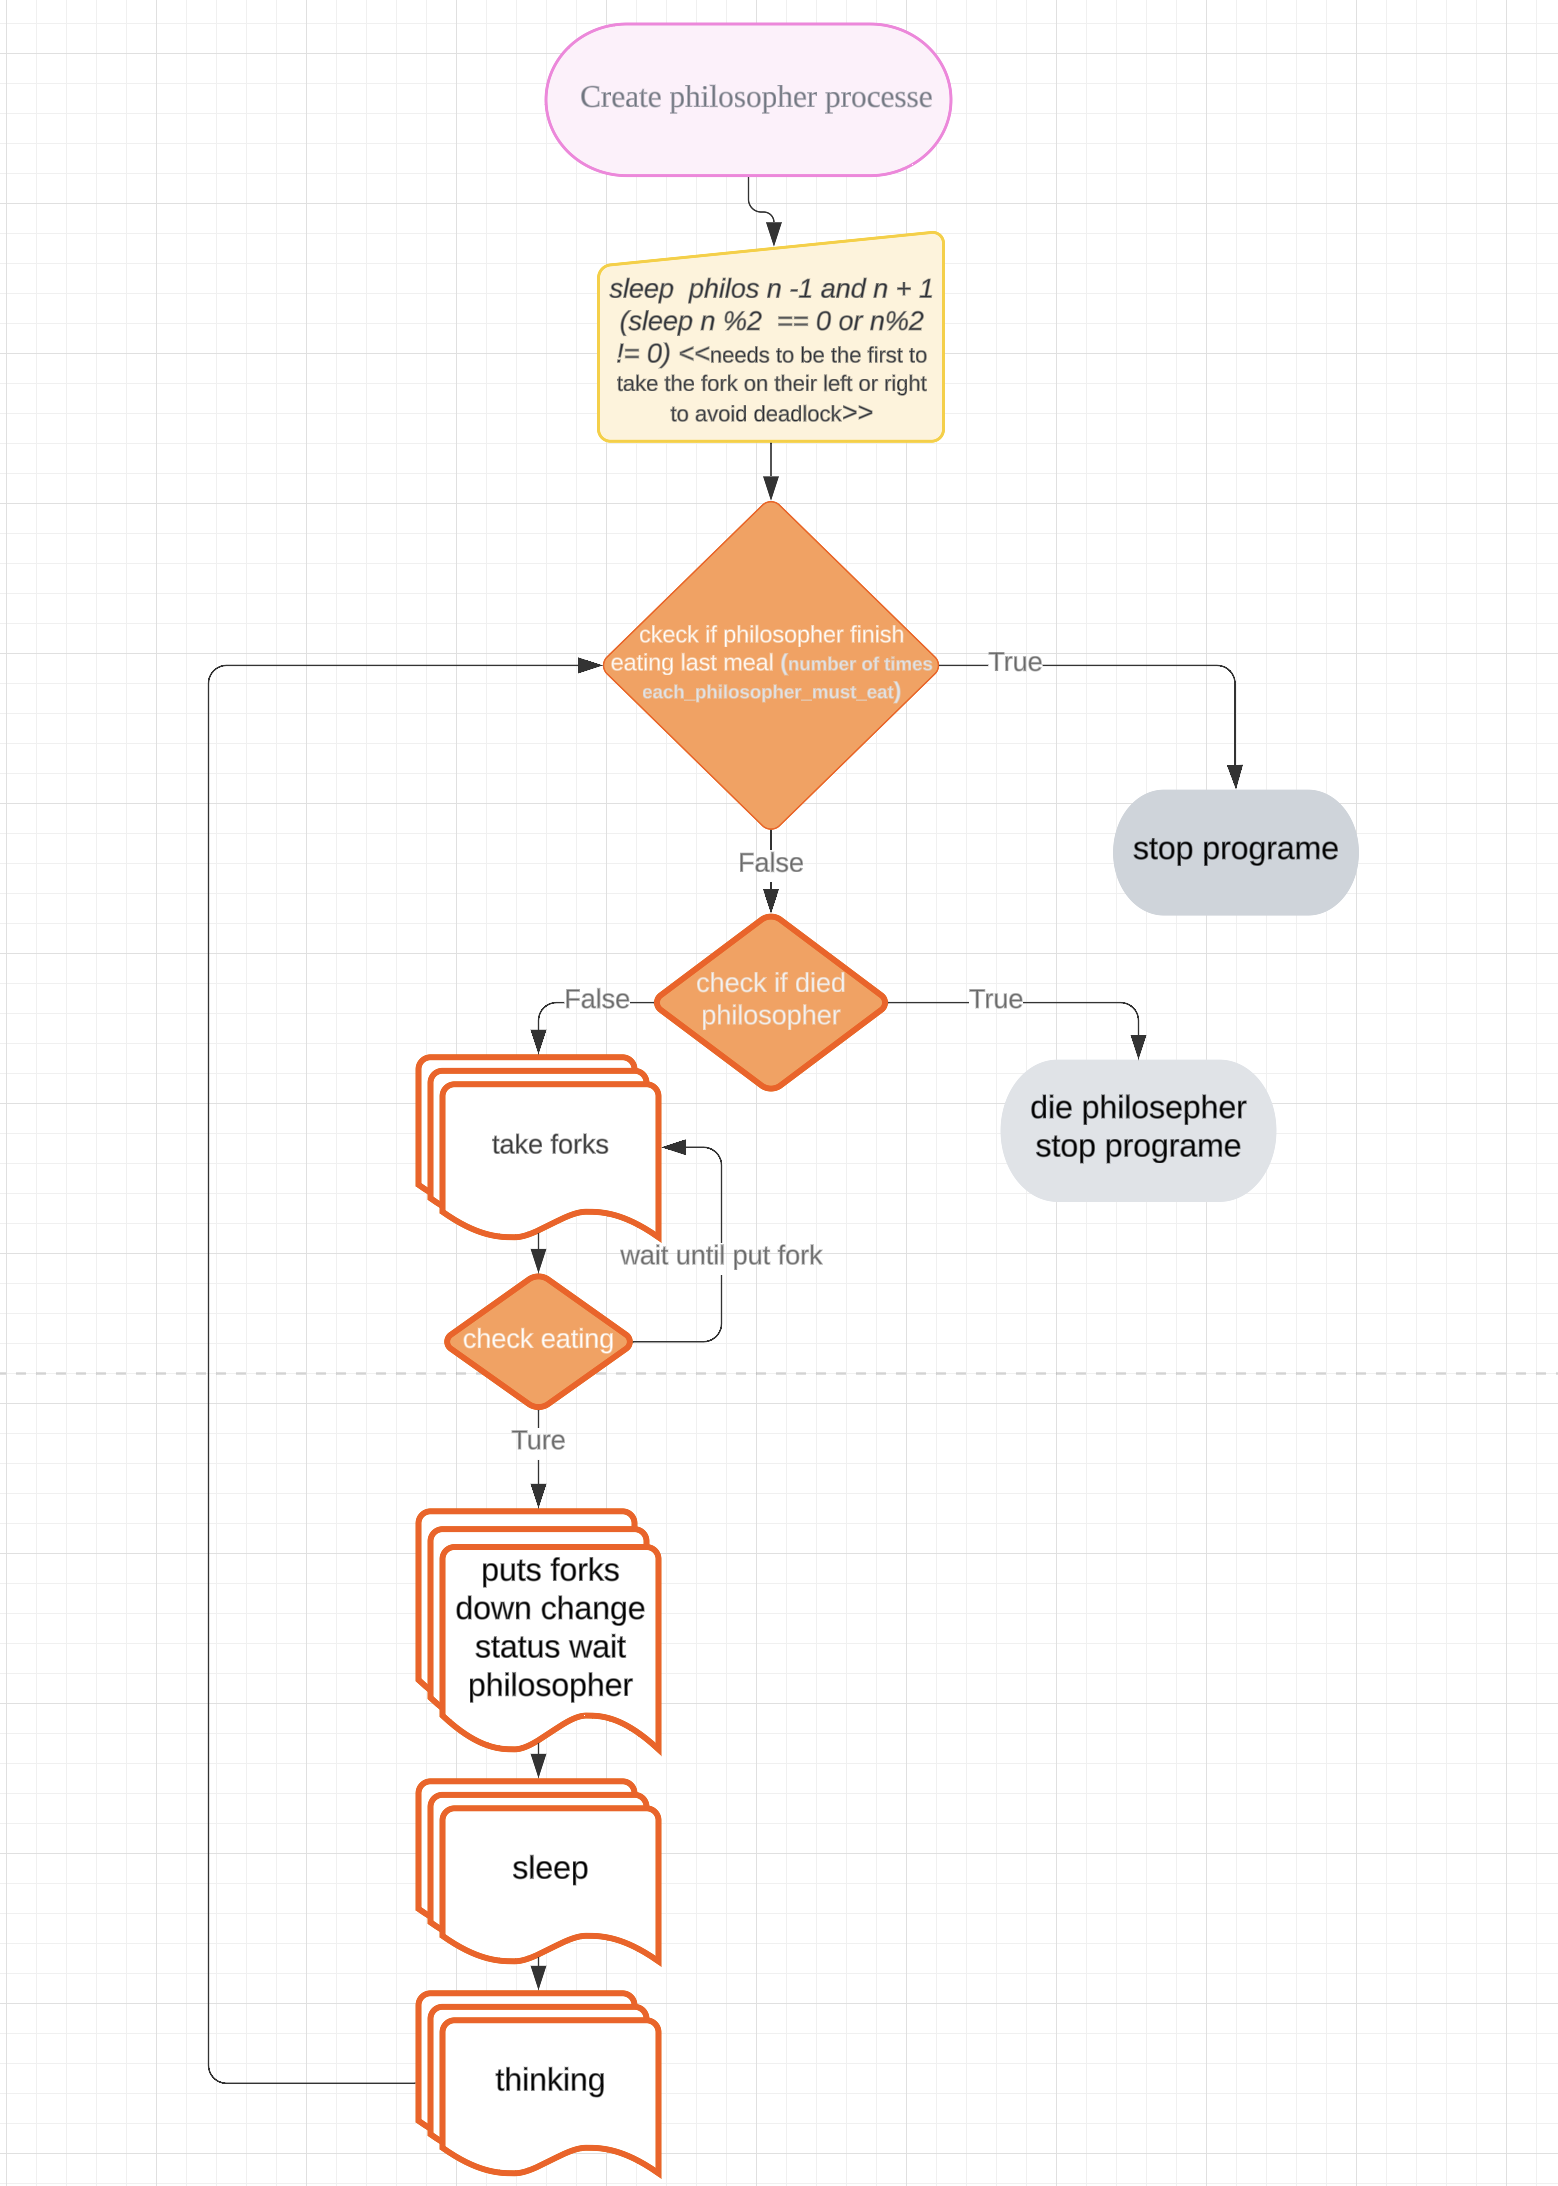 Create philosopher processe
sleep  philos n -1 and n + 1
(sleep n %2  == 0 or n%2
!= 0) <<needs to be the first to
take the fork on their left or right
to avoid deadlock>>
ckeck if philosopher finish
eating last meal (number of times
each_philosopher_must_eat)
True
stop programe
False
check if died
philosopher
False
True
die philosepher
stop programe
take forks
wait until put fork
check eating
Ture
puts forks
down change
status wait
philosopher
sleep
thinking